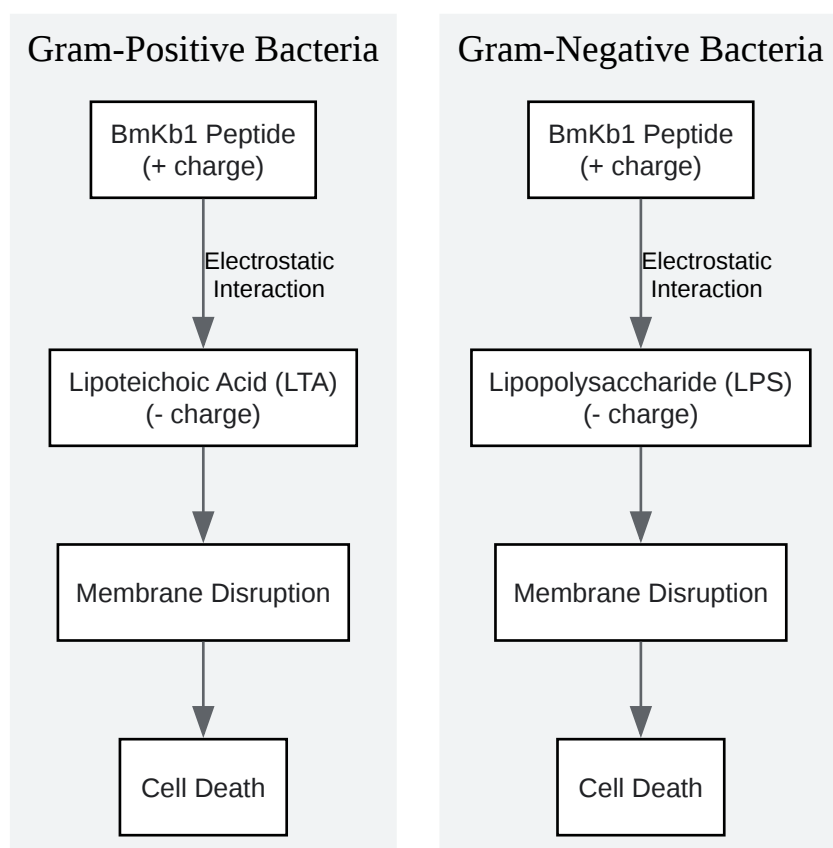 Gram-Positive Bacteria
BmKb1 Peptide
(+ charge)
Electrostatic
Interaction
Lipoteichoic Acid (LTA)
(- charge)
Membrane Disruption
Cell Death
Gram-Negative Bacteria
BmKb1 Peptide
(+ charge)
Electrostatic
Interaction
Lipopolysaccharide (LPS)
(- charge)
Membrane Disruption
Cell Death